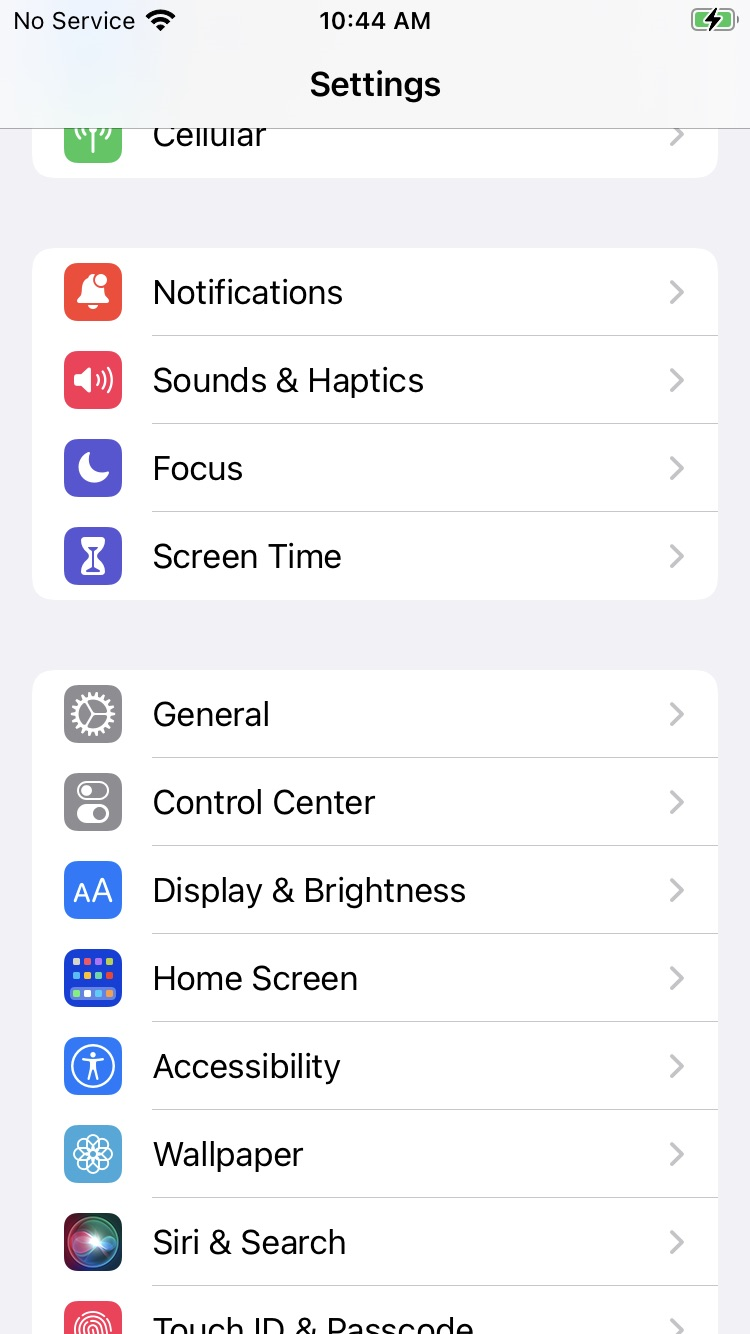 No Service 10:44 AM
Settings
Cellular
Notifications
Sounds & Haptics
Focus
Screen Time
General
Control Center
AA Display & Brightness
Home Screen
Accessibility
Wallpaper
Siri & Search
Touch ID & Passcode